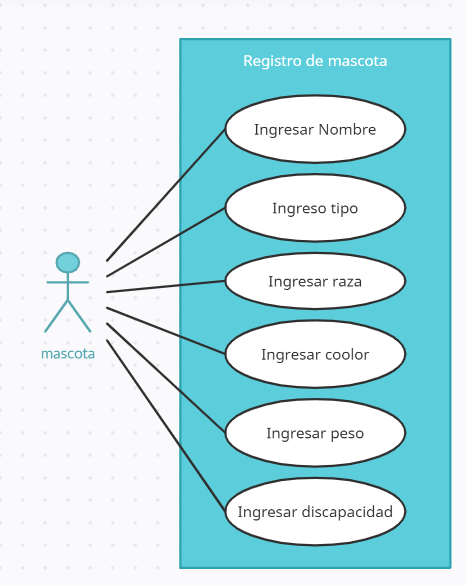 Registro de mascota
Ingresar Nombre
Ingreso tipo
Ingresar raza
Ingresar coolor
Ingresar peso
Ingresar discapacidad
mascota